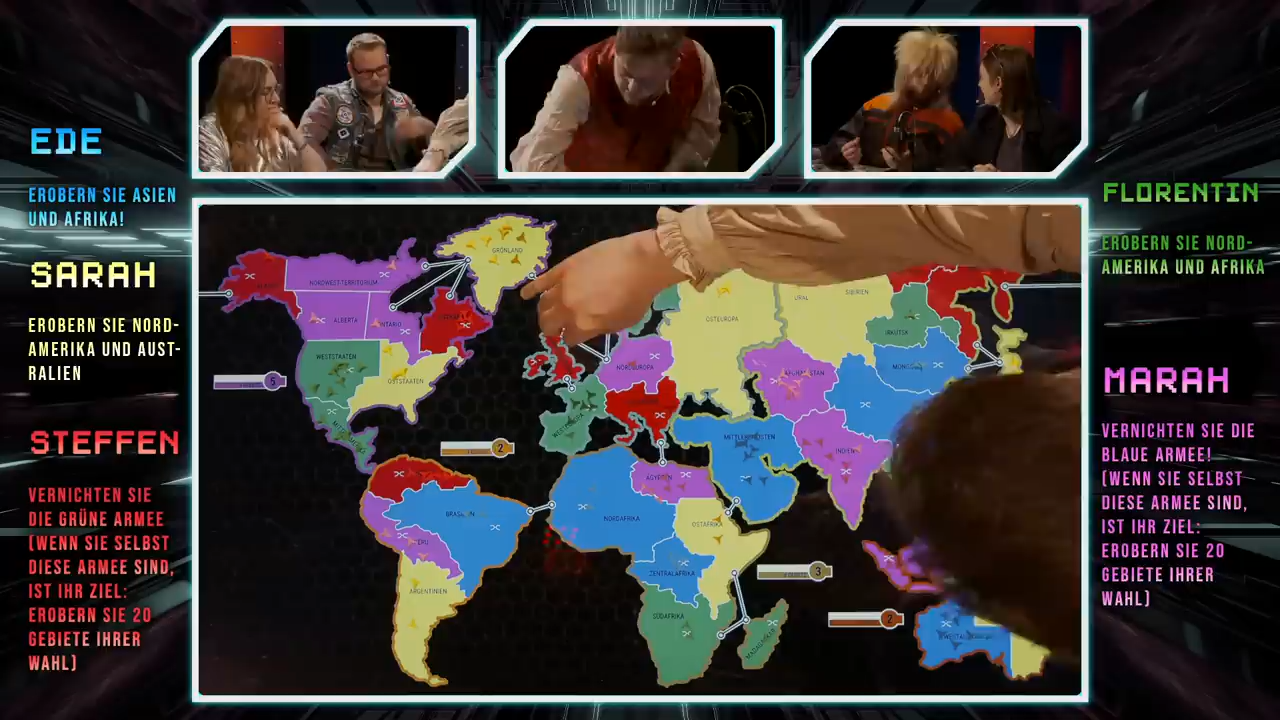 EDE
EROBERN SIE ASIEN
UND AFRIKA!
SARAH
EROBERN SIE NORD-
AMERIKA UND AUST-
RALIEN
STEFFEN
VERNICHTEN SIE
DIE GRÜNE ARMEE
(WENN SIE SELBST
DIESE ARMEE SIND,
IST IHR ZIEL:
EROBERN SIE 20
GEBIETE IHRER
WAHL)
FLORENTIN
EROBERN SIE NORD-
AMERIKA UND AFRIKA
MARAH
VERNICHTEN SIE DIE
BLAUE ARMEE!
(WENN SIE SELBST
DIESE ARMEE SIND,
IST IHR ZIEL:
EROBERN SIE 20
GEBIETE IHRER
WAHL)
GRÖNLAND
NORDWEST-TERRITORIUM
ALBERTA
ONTARIO
WESTSTAATEN
OSTSTAATEN
5
2
BRASILIEN
PERU
ARGENTINIEN
NORDEUROPA
WESTEUROPA
OSTEUROPA
URAL
SIBIRIEN
IRKUTSK
AFGHANISTAN
MITTLERER OSTEN
INDIEN
ÄGYPTEN
NORDAFRIKA
OSTAFRIKA
ZENTRALAFRIKA
SÜDAFRIKA
MADAGASKAR
3
2